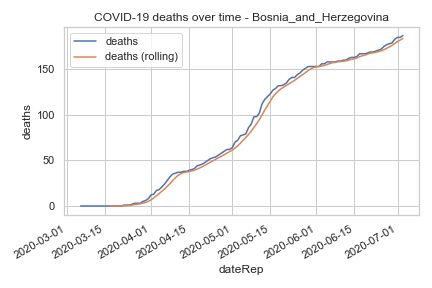 COVID-19 deaths over time - Bosnia_and_Herzegovina
deaths
deaths (rolling)
deaths
150
100
50
0
2020-03-01
2020-03-15
2020-04-01
2020-04-15
2020-05-01
2020-05-15
2020-06-01
2020-06-15
2020-07-01
dateRep